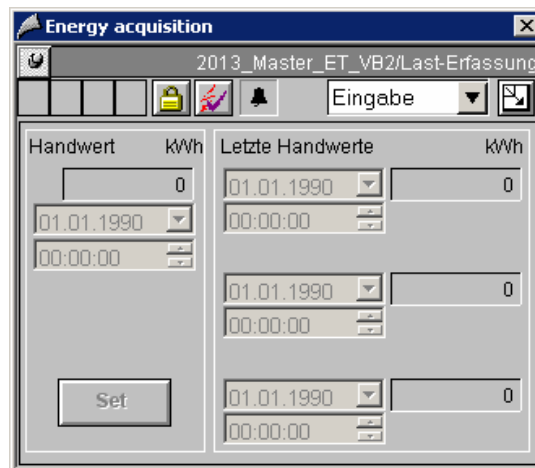 Energy acquisition
2013_Master_ET_VB2/Last-Erfassung
Eingabe
Handwert kWh
0
01.01.1990
00:00:00
Set
Letzte Handwerte kWh
01.01.1990 0
00:00:00
01.01.1990 0
00:00:00
01.01.1990 0
00:00:00